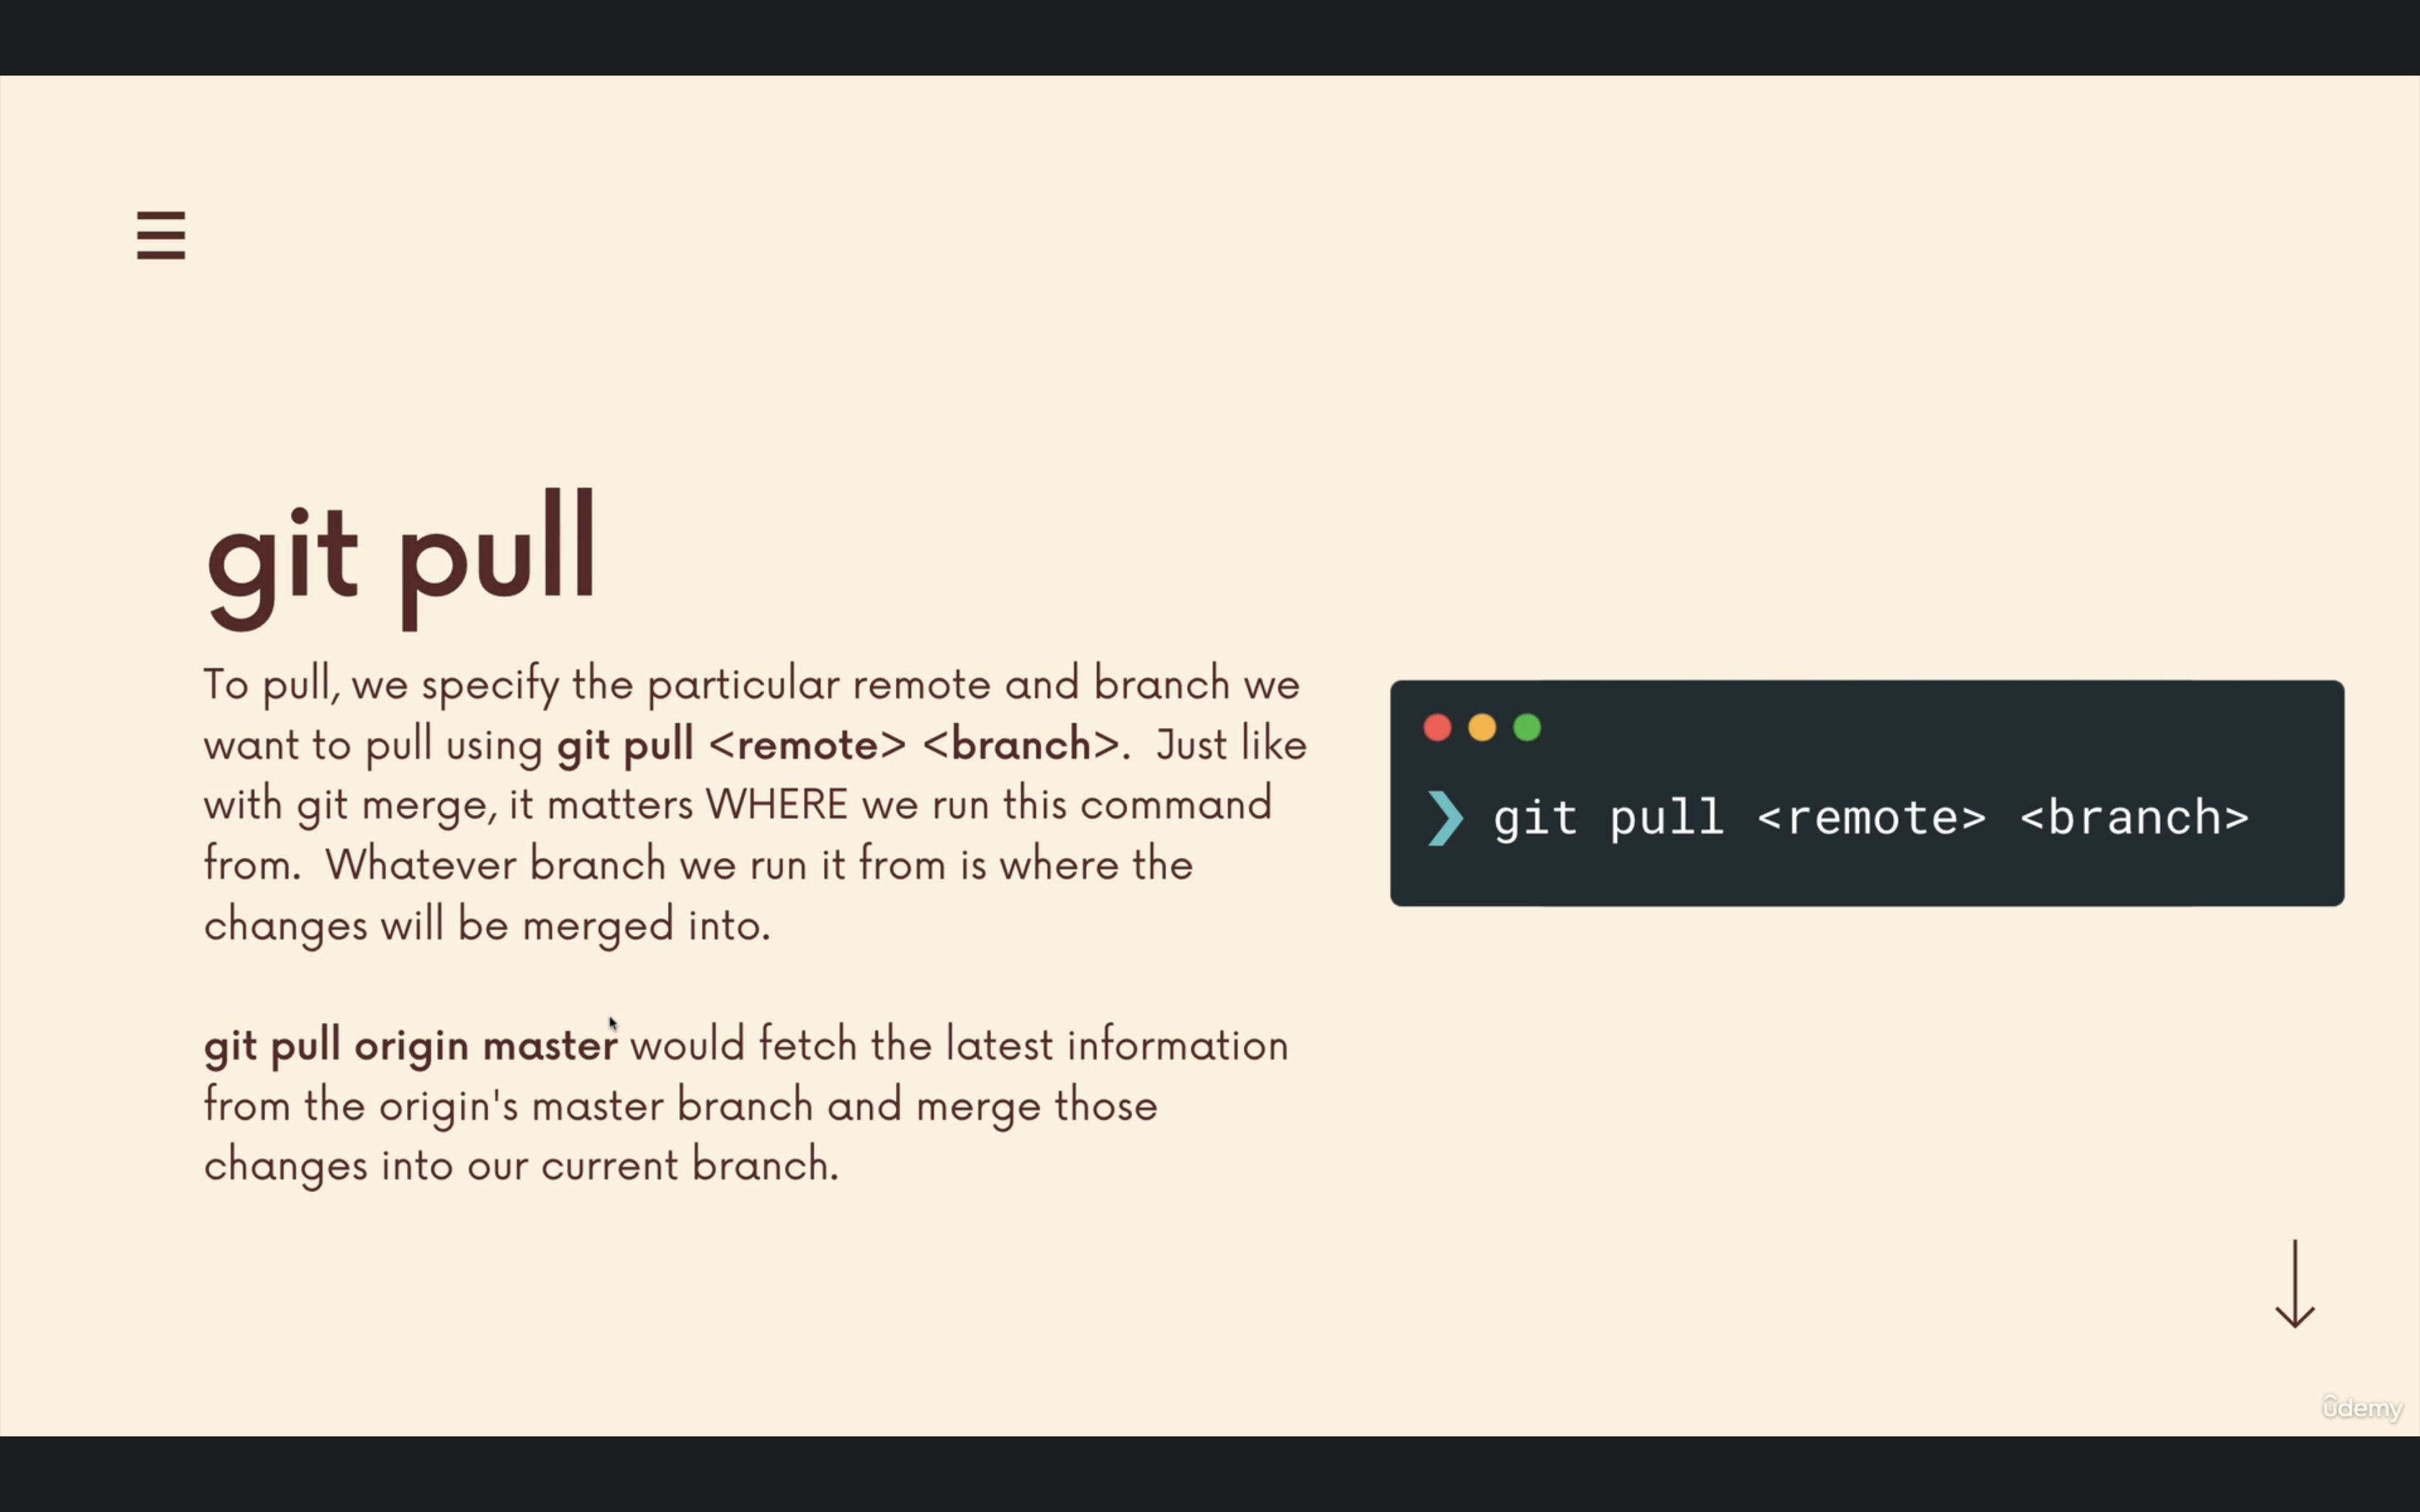 git pull
To pull, we specify the particular remote and branch we
want to pull using git pull <remote> <branch>.  Just like
with git merge, it matters WHERE we run this command
from.  Whatever branch we run it from is where the
changes will be merged into.
git pull origin master would fetch the latest information
from the origin's master branch and merge those
changes into our current branch.
❯ git pull <remote> <branch>
ûdemy